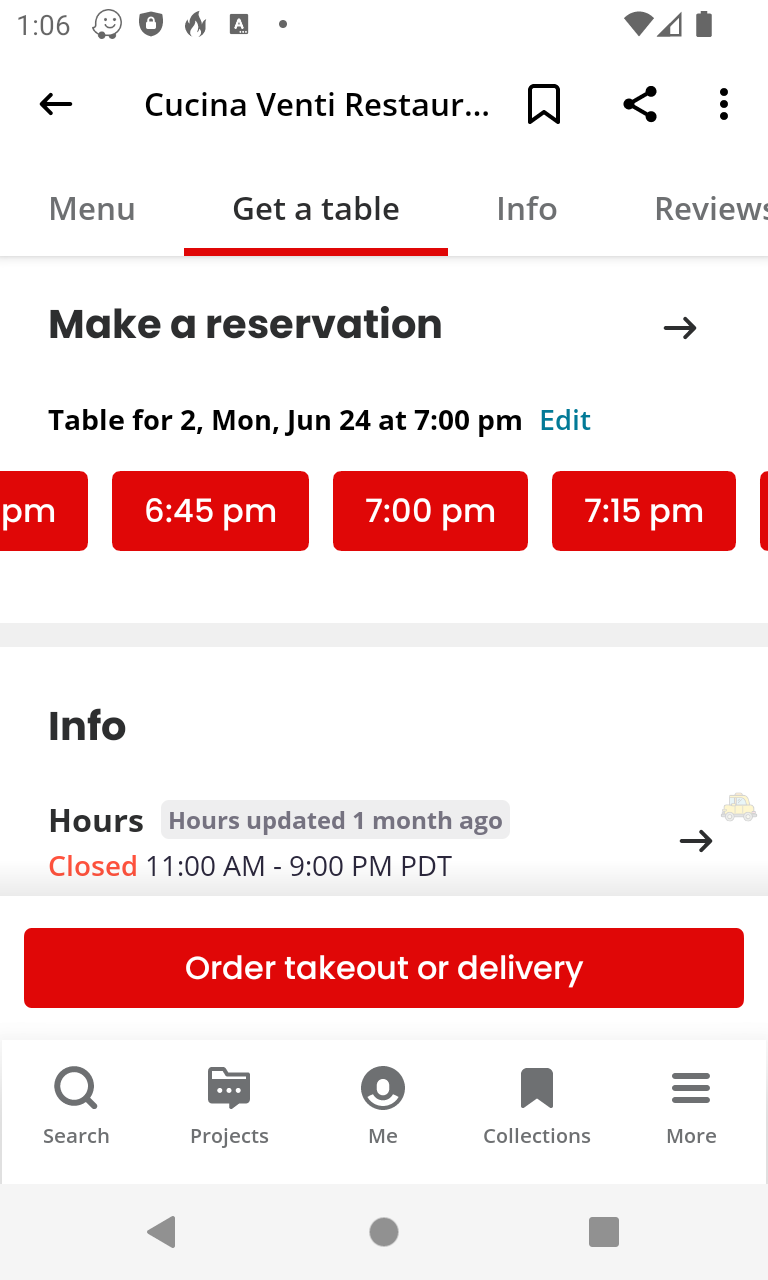 1:06
Cucina Venti Restaur...
Menu Get a table Info Reviews
Make a reservation
Table for 2, Mon, Jun 24 at 7:00 pm Edit
pm 6:45 pm 7:00 pm 7:15 pm
Info
Hours Hours updated 1 month ago
Closed 11:00 AM - 9:00 PM PDT
Order takeout or delivery
Search Projects Me Collections More